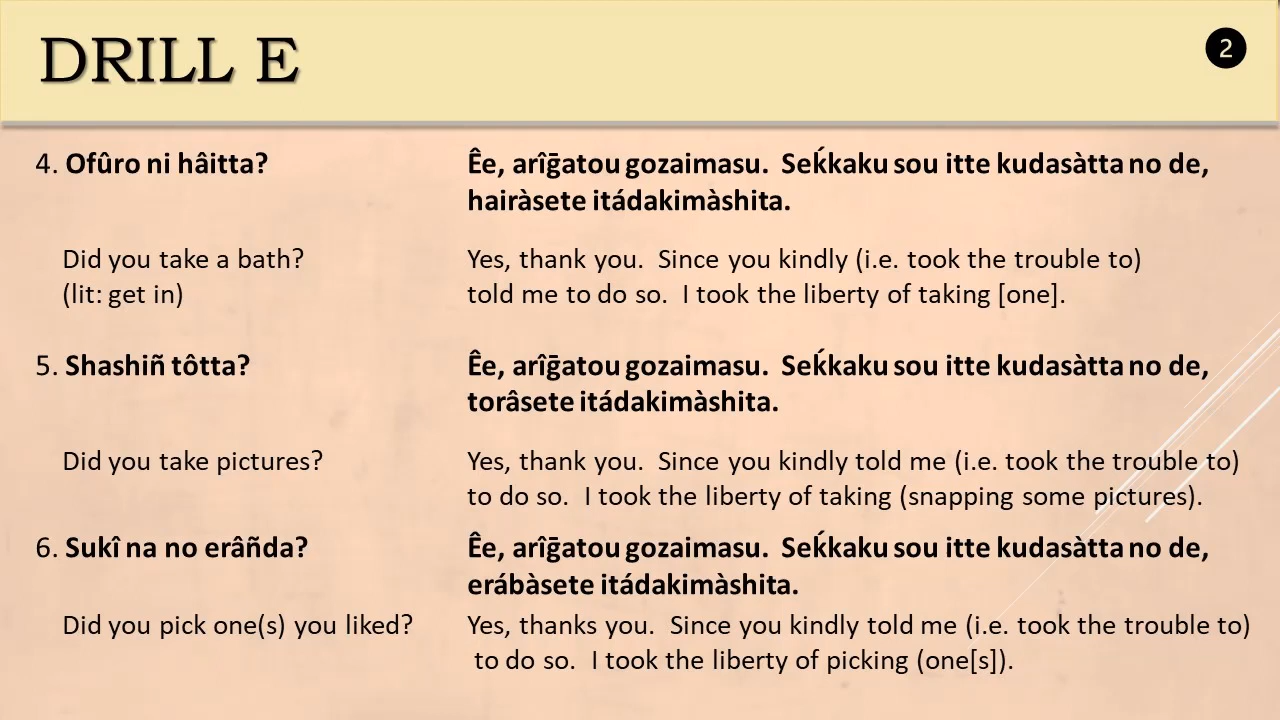 DRILL E
2
4. Ofûro ni hâitta?
Êe, arîḡatou gozaimasu. Seḱkaku sou itte kudasàtta no de,
hairàsete itádakimàshita.
Did you take a bath?
(lit: get in)
Yes, thank you. Since you kindly (i.e. took the trouble to)
told me to do so. I took the liberty of taking [one].
5. Shashiñ tôtta?
Êe, arîḡatou gozaimasu. Seḱkaku sou itte kudasàtta no de,
torâsete itádakimàshita.
Did you take pictures?
Yes, thank you. Since you kindly told me (i.e. took the trouble to)
to do so. I took the liberty of taking (snapping some pictures).
6. Sukî na no erâñda?
Êe, arîḡatou gozaimasu. Seḱkaku sou itte kudasàtta no de,
erábàsete itádakimàshita.
Did you pick one(s) you liked?
Yes, thanks you. Since you kindly told me (i.e. took the trouble to)
to do so. I took the liberty of picking (one[s]).